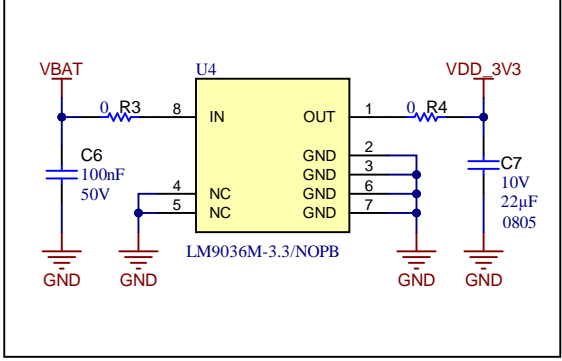 VBAT
U4
VDD_3V3
0
R3
8
IN
OUT
1
0
R4
C6
100nF
50V
GND
2
GND
3
C7
10V
22µF
0805
4
NC
GND
6
5
NC
GND
7
LM9036M-3.3/NOPB
GND
GND
GND
GND